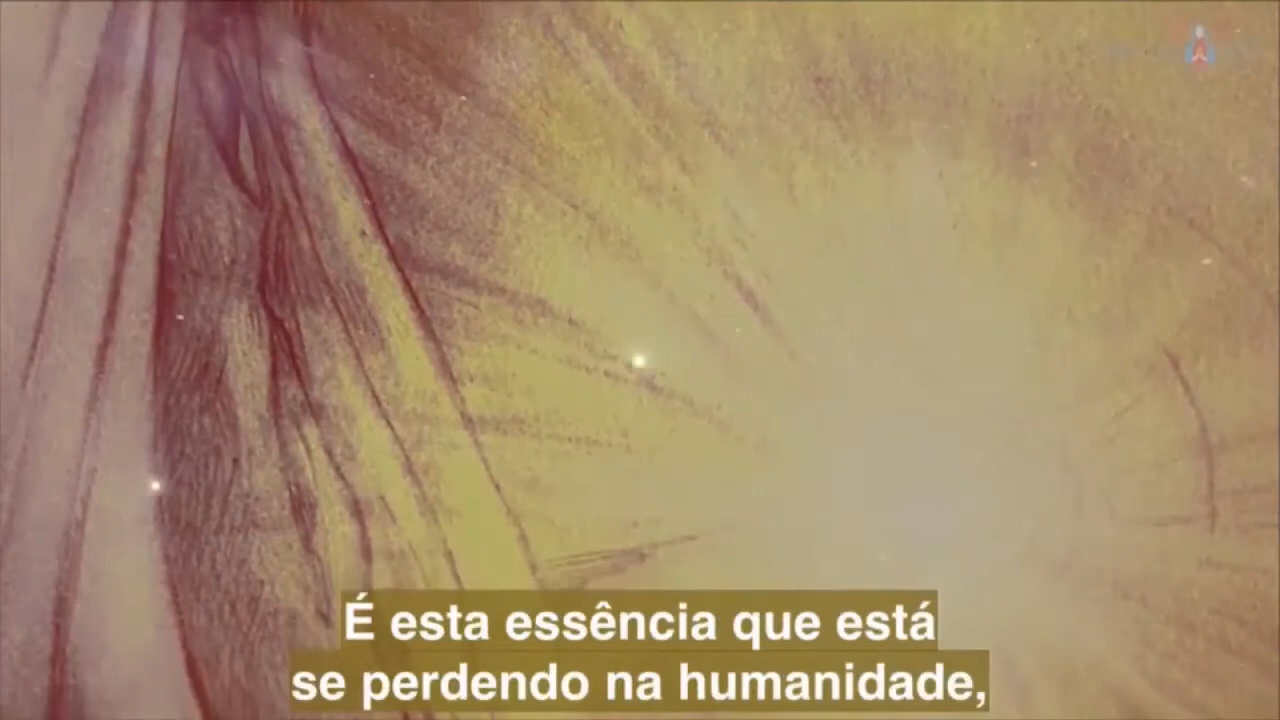 É esta essência que está
se perdendo na humanidade,